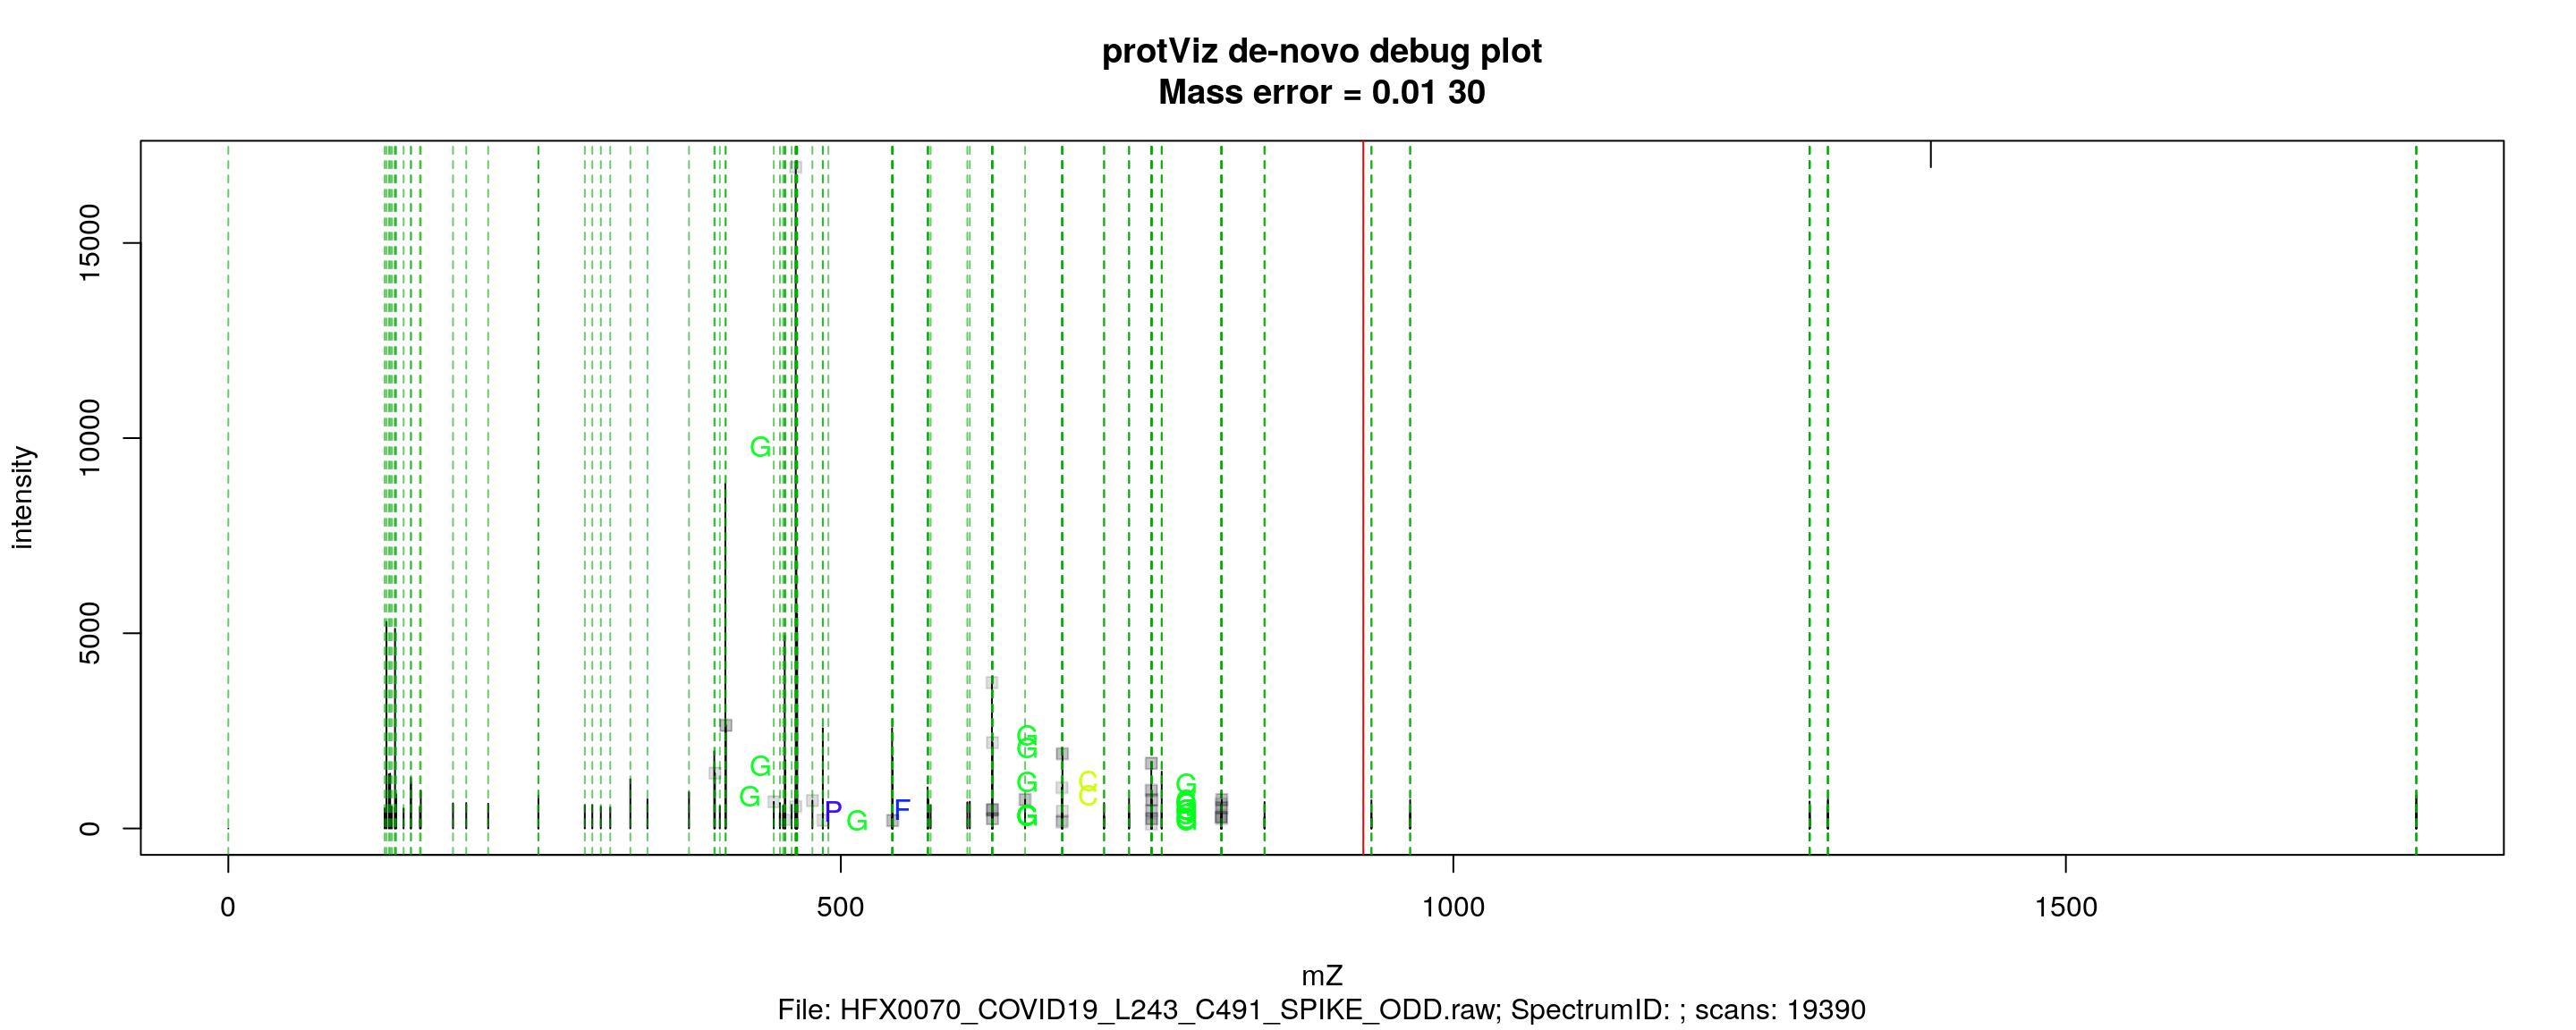 protViz de-novo debug plot
Mass error = 0.01 30
15000
10000
5000
0
intensity
G
G
G
P
G
F
G
G
G
G
C
C
G
G
G
G
G
0
500
1000
1500
mZ
File: HFX0070_COVID19_L243_C491_SPIKE_ODD.raw; SpectrumID: ; scans: 19390